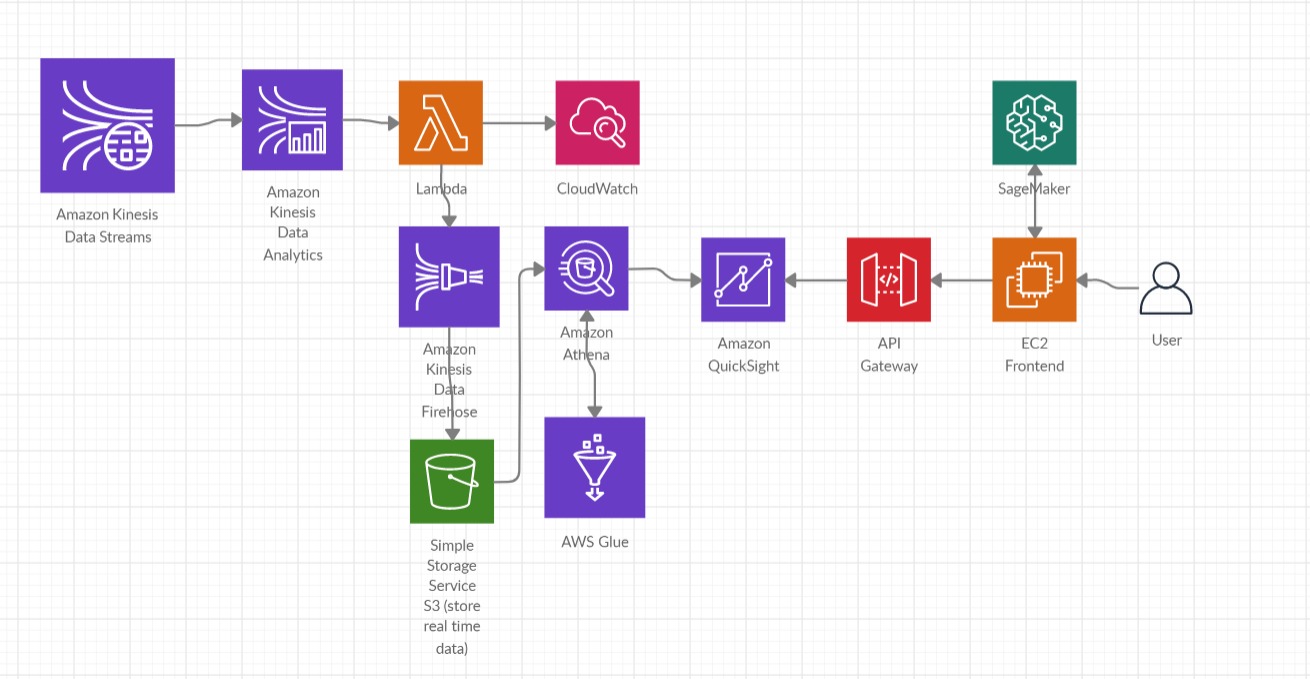 Amazon Kinesis
Data Streams
Amazon
Kinesis
Data
Analytics
Lambda
CloudWatch
SageMaker
Amazon
Kinesis
Data
Firehose
Amazon
Athena
Amazon
QuickSight
API
Gateway
EC2
Frontend
User
Simple
Storage
Service
S3 (store
real time
data)
AWS Glue